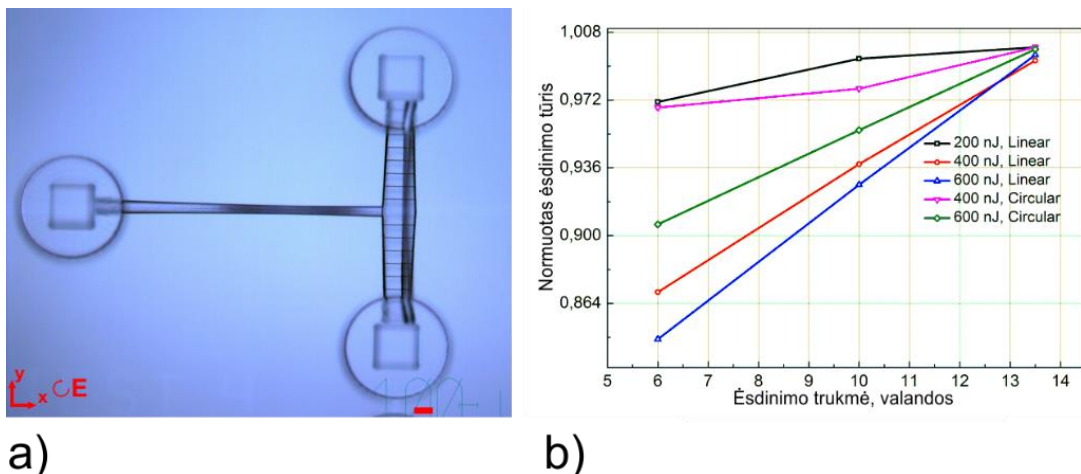 y
x
E
a)
1,008
0,972
0,936
0,900
0,864
Normuotas ėsdinimo tūris
200 nJ, Linear
400 nJ, Linear
600 nJ, Linear
400 nJ, Circular
600 nJ, Circular
5 6 7 8 9 10 11 12 13 14
Ėsdinimo trukmė, valandos
b)